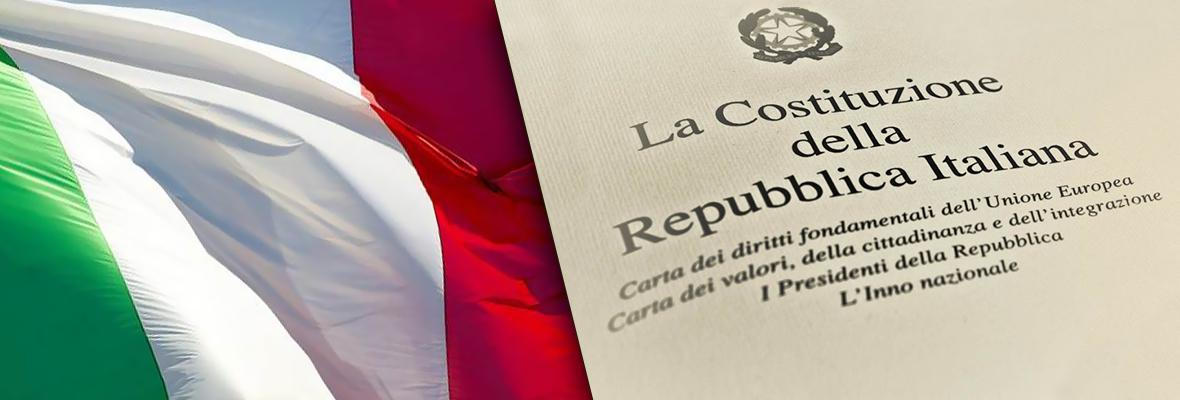 La Costituzione
della
Repubblica Italiana
Carta dei diritti fondamentali dell'Unione Europea
Carta dei valori, della cittadinanza e dell'integrazione
I Presidenti della Repubblica
L'Inno nazionale